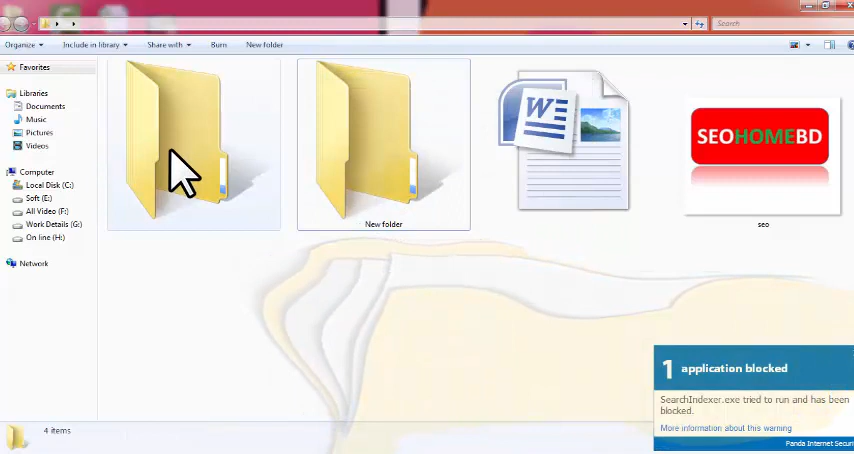 Search
Organize Include in library Share with Burn New folder
Favorites
Libraries
Documents
Music
Pictures
Videos
Computer
Local Disk (C:)
Soft (E:)
All Video (F:)
Work Details (G:)
On line (H:)
Network
W
SEOHOMEBD
New folder
seo
1 application blocked
SearchIndexer.exe tried to run and has been
blocked.
More information about this warning
Panda Internet Securi
4 items